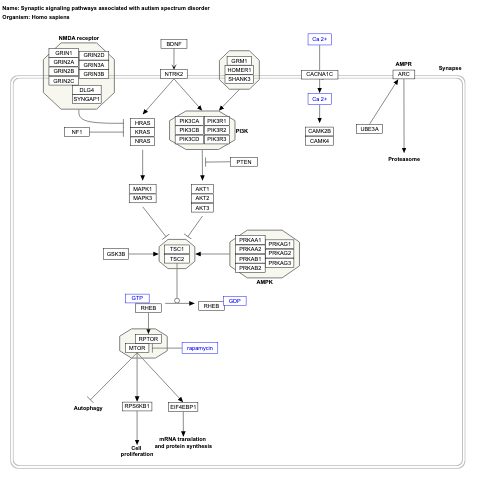 Name: Synaptic signaling pathways associated with autism spectrum disorder
Organism: Homo sapiens
NMDA receptor
GRIN1
GRIN2A
GRIN2B
GRIN2C
GRIN2D
GRIN3A
GRIN3B
DLG4
SYNGAP1
BDNF
NTRK2
GRM1
HOMER1
SHANK3
Ca 2+
CACNA1C
Ca 2+
CAMK2B
CAMK4
AMPR
ARC
Synapse
UBE3A
Proteasome
NF1
HRAS
KRAS
NRAS
PIK3CA
PIK3CB
PIK3CD
PIK3R1
PIK3R2
PIK3R3
PI3K
PTEN
MAPK1
MAPK3
AKT1
AKT2
AKT3
GSK3B
TSC1
TSC2
PRKAA1
PRKAA2
PRKAB1
PRKAB2
PRKAG1
PRKAG2
PRKAG3
AMPK
GTP
RHEB
RHEB
GDP
RPTOR
MTOR
rapamycin
Autophagy
RPS6KB1
EIF4EBP1
Cell
proliferation
mRNA translation
and protein synthesis